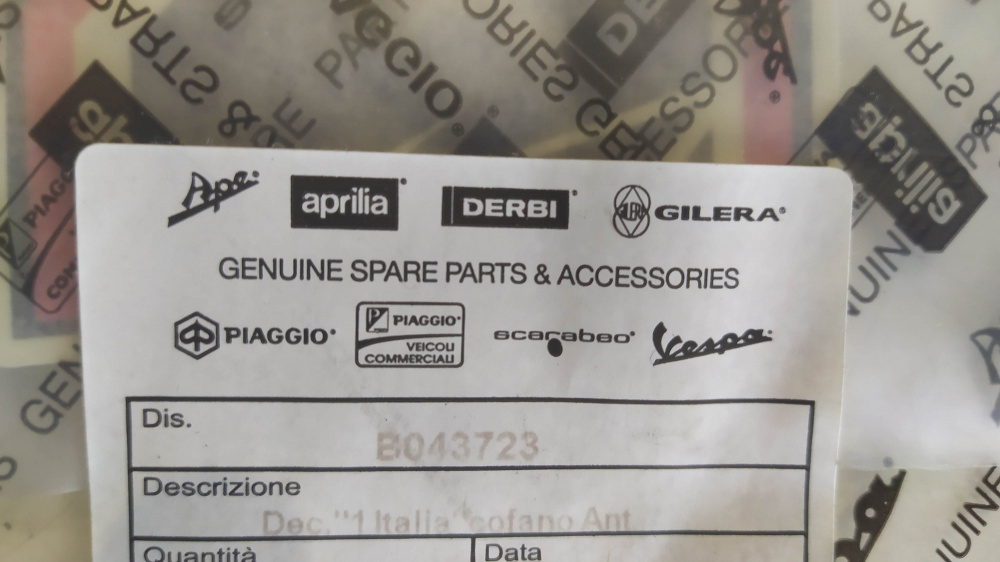 Ape
aprilia
DERBI
GILERA
GENUINE SPARE PARTS & ACCESSORIES
PIAGGIO
PIAGGIO
VEICOLI
COMMERCIALI
scarabeo
Vespa
Dis.
B043723
Descrizione
Dec."1 Italia"cofano Ant.
Quantità
Data